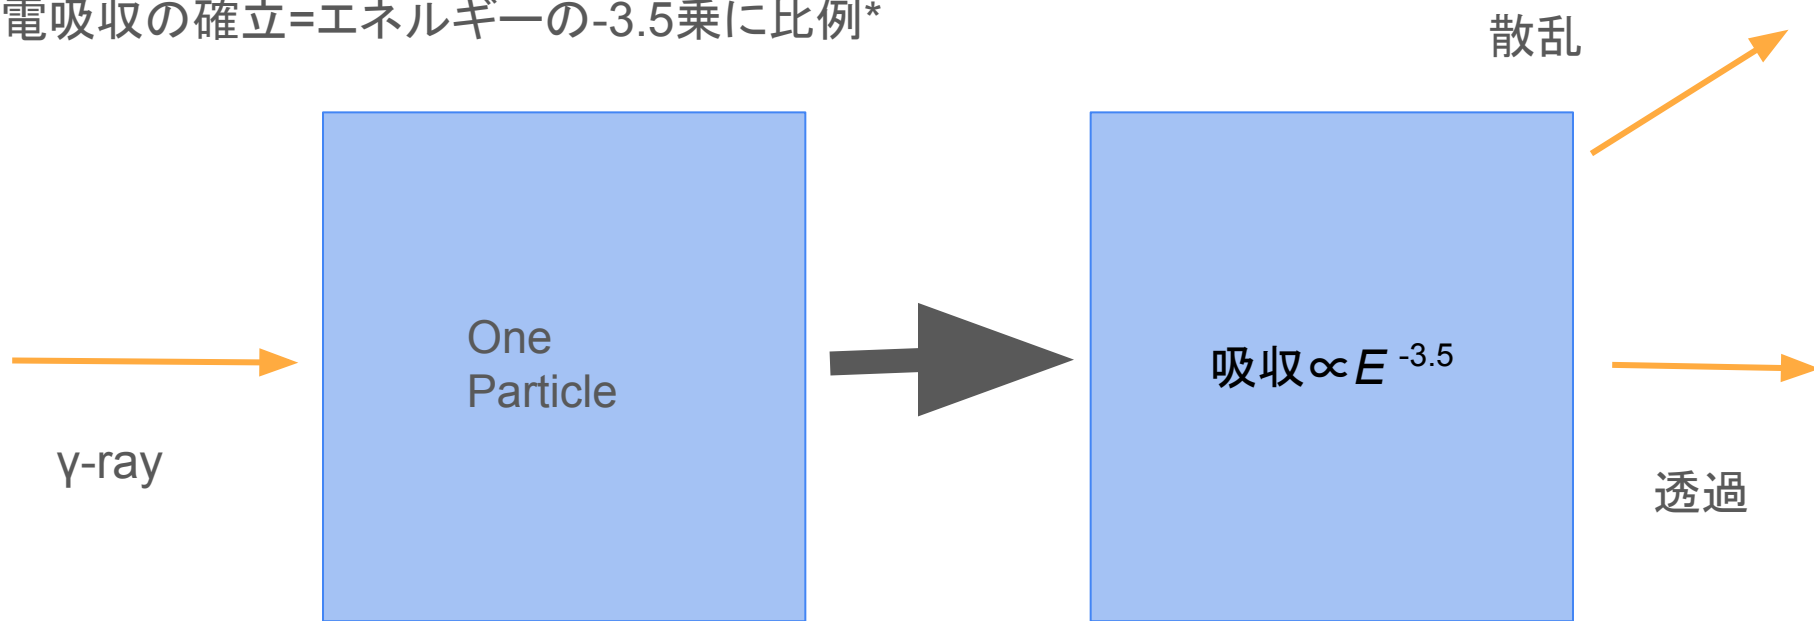 電吸収の確立=エネルギーの-3.5乗に比例*
散乱
One
Particle
吸収∝E -3.5
γ-ray
透過